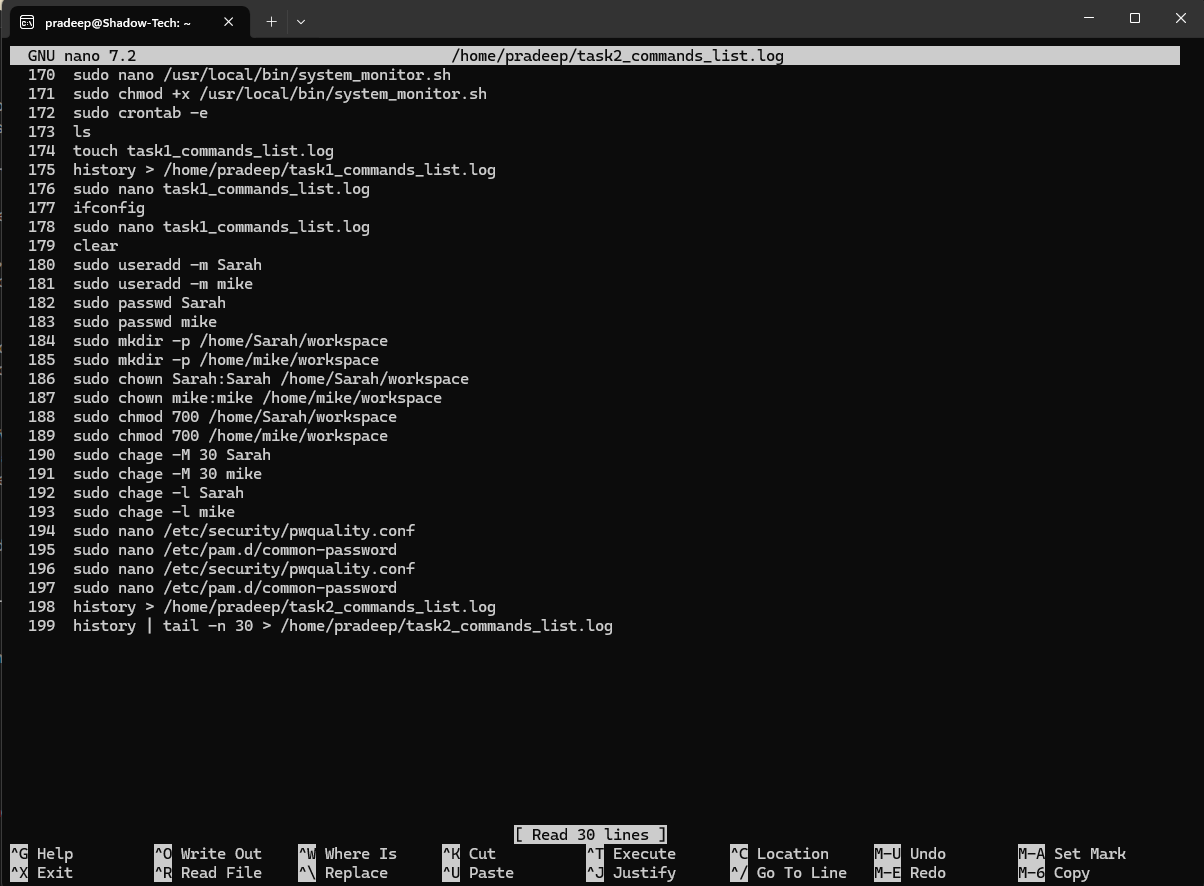 pradeep@Shadow-Tech: ~
GNU nano 7.2 /home/pradeep/task2_commands_list.log
170 sudo nano /usr/local/bin/system_monitor.sh
171 sudo chmod +x /usr/local/bin/system_monitor.sh
172 sudo crontab -e
173 ls
174 touch task1_commands_list.log
175 history > /home/pradeep/task1_commands_list.log
176 sudo nano task1_commands_list.log
177 ifconfig
178 sudo nano task1_commands_list.log
179 clear
180 sudo useradd -m Sarah
181 sudo useradd -m mike
182 sudo passwd Sarah
183 sudo passwd mike
184 sudo mkdir -p /home/Sarah/workspace
185 sudo mkdir -p /home/mike/workspace
186 sudo chown Sarah:Sarah /home/Sarah/workspace
187 sudo chown mike:mike /home/mike/workspace
188 sudo chmod 700 /home/Sarah/workspace
189 sudo chmod 700 /home/mike/workspace
190 sudo chage -M 30 Sarah
191 sudo chage -M 30 mike
192 sudo chage -l Sarah
193 sudo chage -l mike
194 sudo nano /etc/security/pwquality.conf
195 sudo nano /etc/pam.d/common-password
196 sudo nano /etc/security/pwquality.conf
197 sudo nano /etc/pam.d/common-password
198 history > /home/pradeep/task2_commands_list.log
199 history | tail -n 30 > /home/pradeep/task2_commands_list.log
[ Read 30 lines ]
^G Help ^O Write Out ^W Where Is ^K Cut ^T Execute ^C Location M-U Undo M-A Set Mark
^X Exit ^R Read File ^\ Replace ^U Paste ^J Justify ^/ Go To Line M-E Redo M-6 Copy